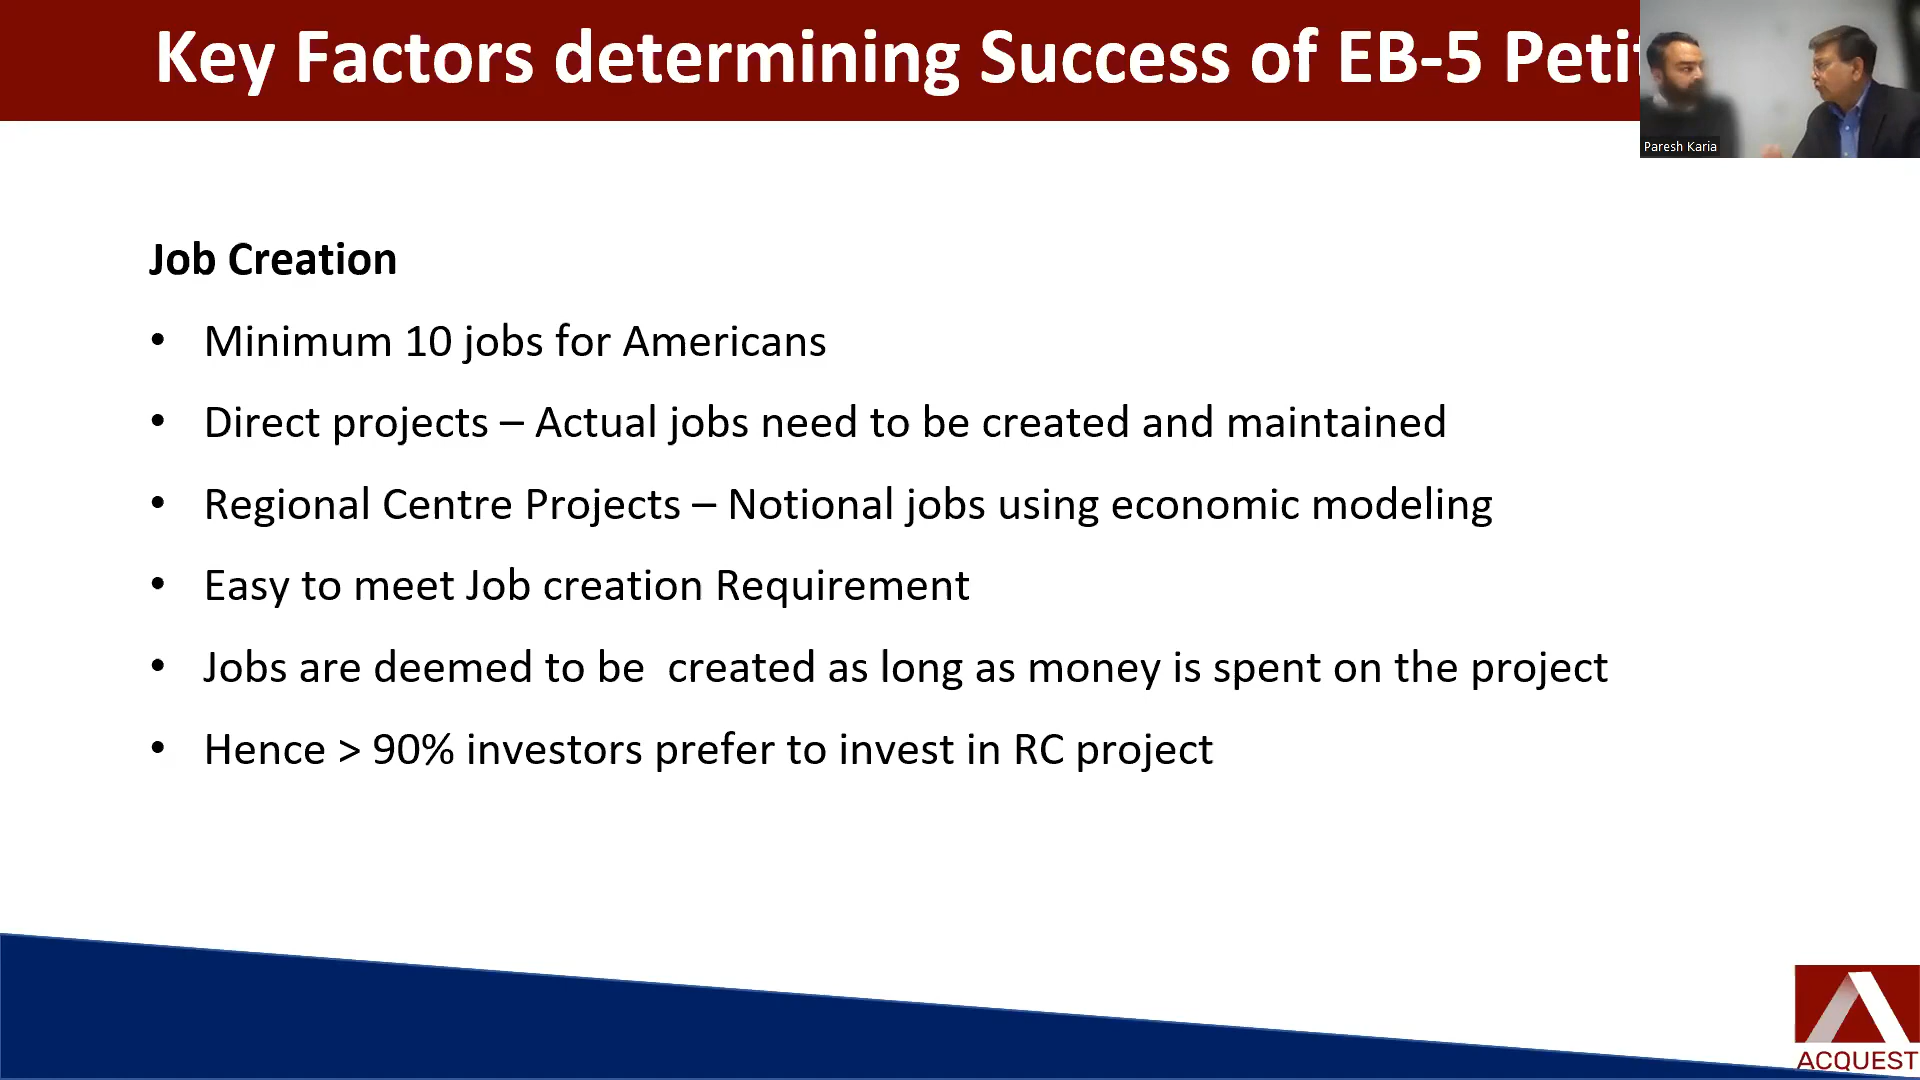 Key Factors determining Success of EB-5
Paresh Karia
Job Creation
• Minimum 10 jobs for Americans
• Direct projects – Actual jobs need to be created and maintained
• Regional Centre Projects – Notional jobs using economic modeling
• Easy to meet Job creation Requirement
• Jobs are deemed to be  created as long as money is spent on the project
• Hence > 90% investors prefer to invest in RC project
ACQUEST